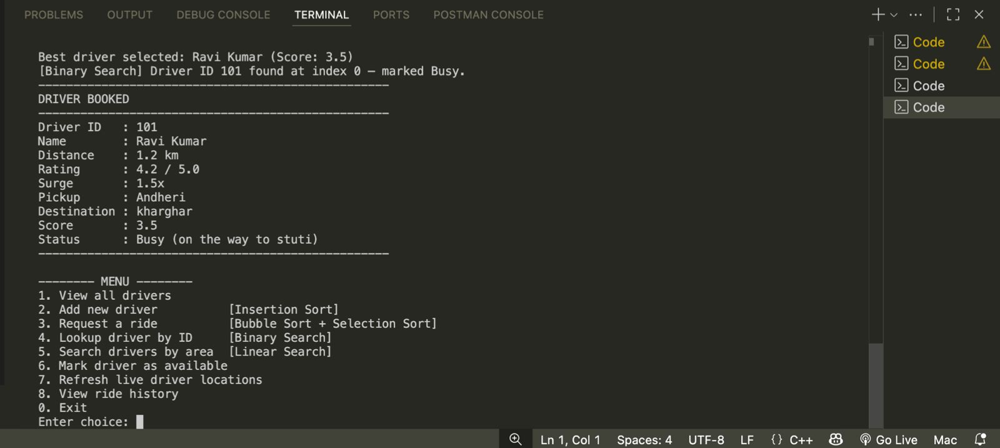 PROBLEMS OUTPUT DEBUG CONSOLE TERMINAL PORTS POSTMAN CONSOLE
Best driver selected: Ravi Kumar (Score: 3.5)
[Binary Search] Driver ID 101 found at index 0 — marked Busy.
--------------------------------------------------
DRIVER BOOKED
--------------------------------------------------
Driver ID   : 101
Name        : Ravi Kumar
Distance    : 1.2 km
Rating      : 4.2 / 5.0
Surge       : 1.5x
Pickup      : Andheri
Destination : kharghar
Score       : 3.5
Status      : Busy (on the way to stuti)
--------------------------------------------------
-------- MENU --------
1. View all drivers
2. Add new driver          [Insertion Sort]
3. Request a ride          [Bubble Sort + Selection Sort]
4. Lookup driver by ID     [Binary Search]
5. Search drivers by area  [Linear Search]
6. Mark driver as available
7. Refresh live driver locations
8. View ride history
0. Exit
Enter choice:
Code
Code
Code
Code
Ln 1, Col 1 Spaces: 4 UTF-8 LF {} C++ Go Live Mac